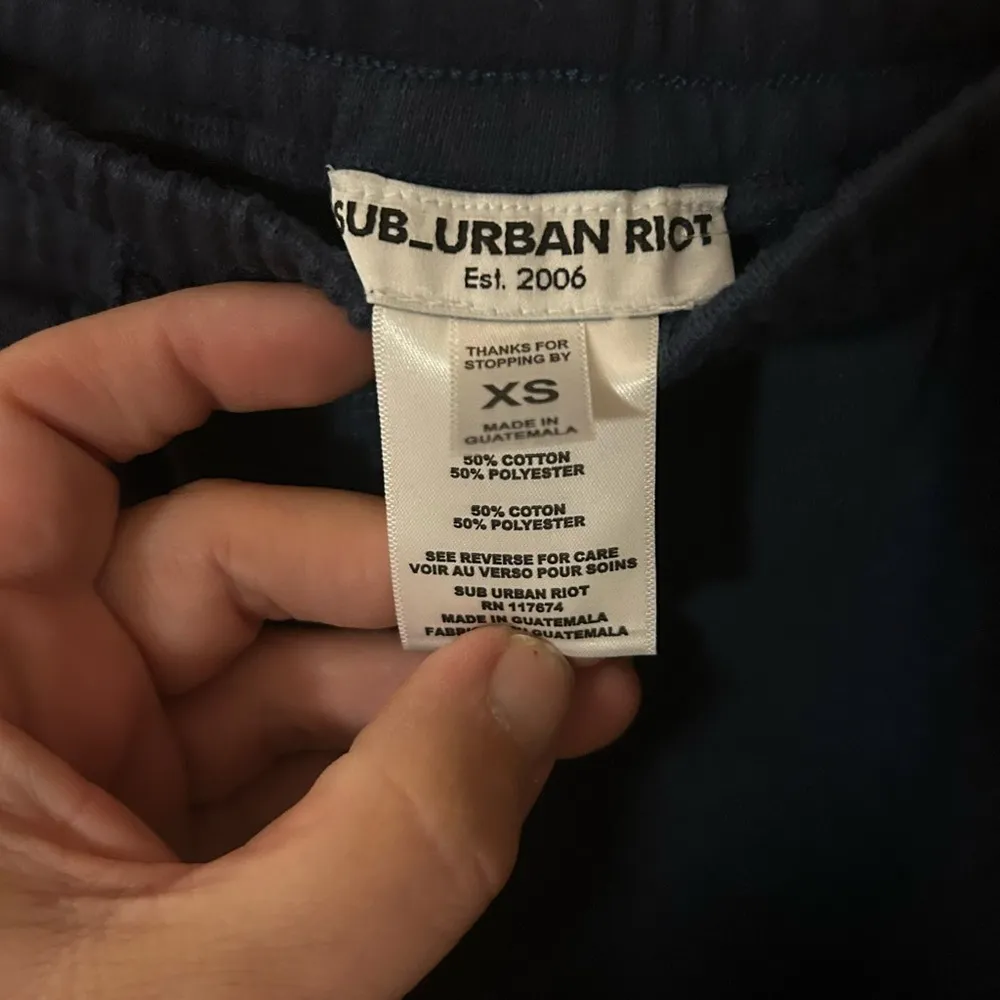 SUB_URBAN RIOT
Est. 2006
THANKS FOR
STOPPING BY
XS
MADE IN
GUATEMALA
50% COTTON
50% POLYESTER
50% COTON
50% POLYESTER
SEE REVERSE FOR CARE
VOIR AU VERSO POUR SOINS
SUB URBAN RIOT
RN 117674
MADE IN GUATEMALA
GUATEMALA